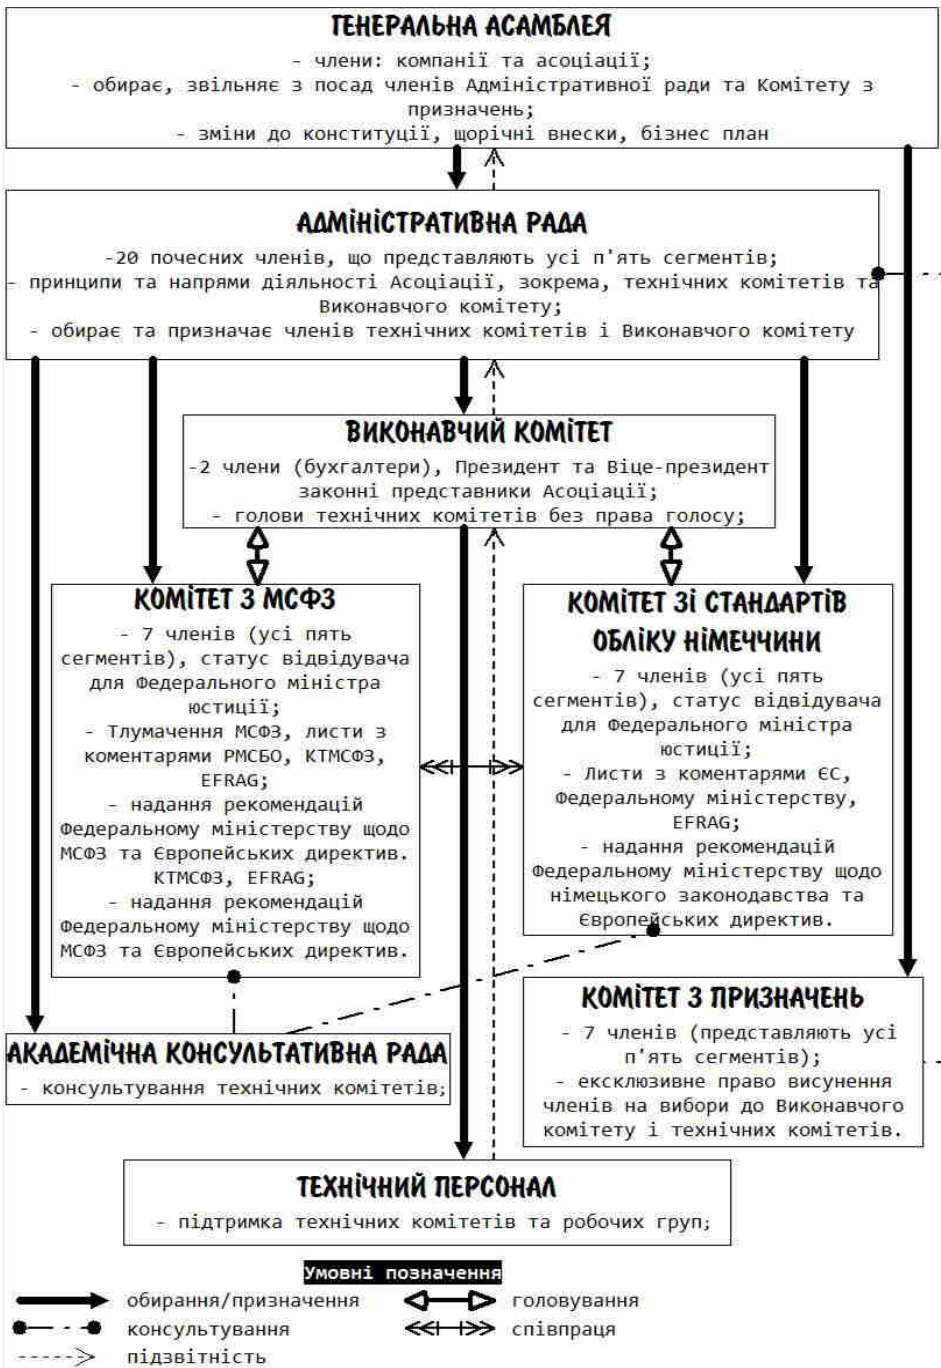 ГЕНЕРАЛЬНА АСАМБЛЕЯ
- члени: компанії та асоціації;
- обирає, звільняє з посад членів Адміністративної ради та Комітету з
призначень;
- зміни до конституції, щорічні внески, бізнес план
АДМІНІСТРАТИВНА РАДА
-20 почесних членів, що представляють усі п'ять сегментів;
- принципи та напрями діяльності Асоціації, зокрема, технічних комітетів та
Виконавчого комітету;
- обирає та призначає членів технічних комітетів і Виконавчого комітету
ВИКОНАВЧИЙ КОМІТЕТ
-2 члени (бухгалтери), Президент та Віце-президент
законні представники Асоціації;
- голови технічних комітетів без права голосу;
КОМІТЕТ З МСФЗ
- 7 членів (усі пять
сегментів), статус відвідувача
для Федерального міністра
юстиції;
- Тлумачення МСФЗ, листи з
коментарями РМСБО, КТМСФЗ,
EFRAG;
- надання рекомендацій
Федеральному міністерству щодо
МСФЗ та Європейських директив.
КТМСФЗ, EFRAG;
- надання рекомендацій
Федеральному міністерству щодо
МСФЗ та Європейських директив.
КОМІТЕТ ЗІ СТАНДАРТІВ
ОБЛІКУ НІМЕЧЧИНИ
- 7 членів (усі пять
сегментів), статус відвідувача
для Федерального міністра
юстиції;
- Листи з коментарями ЄС,
Федеральному міністерству,
EFRAG;
- надання рекомендацій
Федеральному міністерству щодо
німецького законодавства та
Європейських директив.
АКАДЕМІЧНА КОНСУЛЬТАТИВНА РАДА
- консультування технічних комітетів;
КОМІТЕТ З ПРИЗНАЧЕНЬ
- 7 членів (представляють усі
п'ять сегментів);
- ексклюзивне право висунення
членів на вибори до Виконавчого
комітету і технічних комітетів.
ТЕХНІЧНИЙ ПЕРСОНАЛ
- підтримка технічних комітетів та робочих груп;
Умовні позначення
обирання/призначення
головування
консультування
співпраця
підзвітність